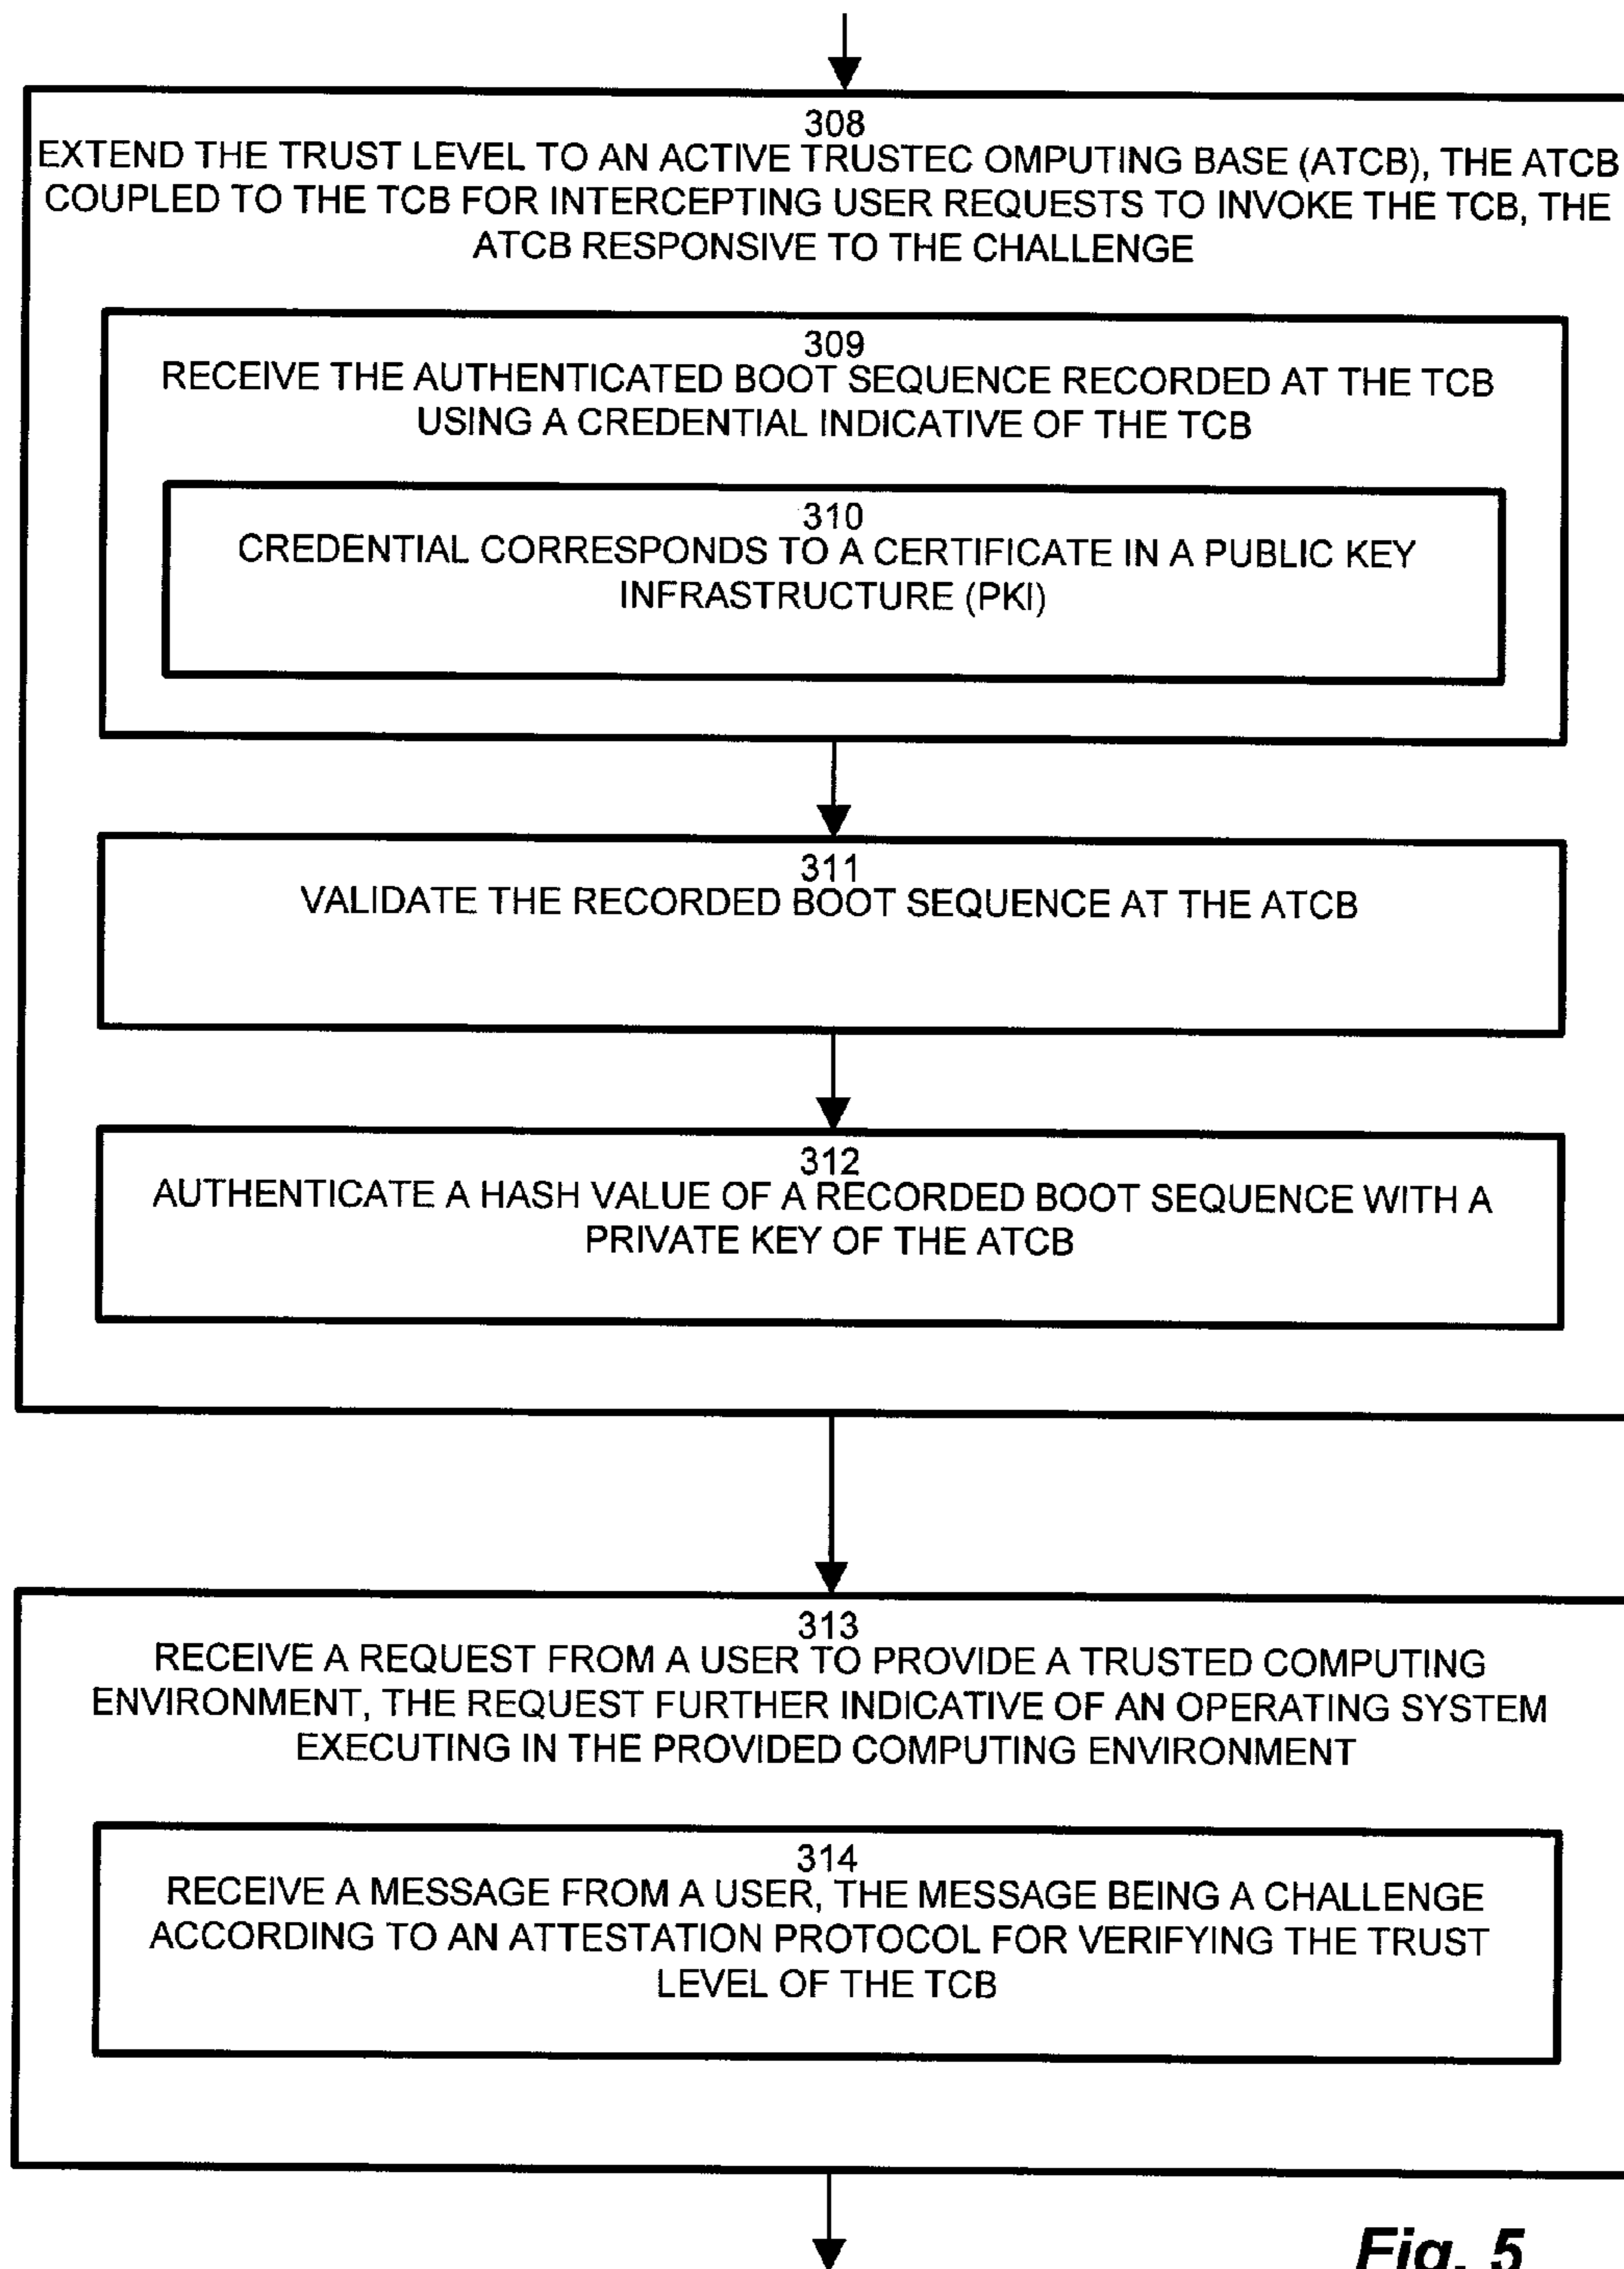 308
EXTEND THE TRUST LEVEL TO AN ACTIVE TRUSTEC OMPUTING BASE (ATCB), THE ATCB
COUPLED TO THE TCB FOR INTERCEPTING USER REQUESTS TO INVOKE THE TCB, THE
ATCB RESPONSIVE TO THE CHALLENGE
309
RECEIVE THE AUTHENTICATED BOOT SEQUENCE RECORDED AT THE TCB
USING A CREDENTIAL INDICATIVE OF THE TCB
310
CREDENTIAL CORRESPONDS TO A CERTIFICATE IN A PUBLIC KEY
INFRASTRUCTURE (PKI)
311
VALIDATE THE RECORDED BOOT SEQUENCE AT THE ATCB
312
AUTHENTICATE A HASH VALUE OF A RECORDED BOOT SEQUENCE WITH A
PRIVATE KEY OF THE ATCB
313
RECEIVE A REQUEST FROM A USER TO PROVIDE A TRUSTED COMPUTING
ENVIRONMENT, THE REQUEST FURTHER INDICATIVE OF AN OPERATING SYSTEM
EXECUTING IN THE PROVIDED COMPUTING ENVIRONMENT
314
RECEIVE A MESSAGE FROM A USER, THE MESSAGE BEING A CHALLENGE
ACCORDING TO AN ATTESTATION PROTOCOL FOR VERIFYING THE TRUST
LEVEL OF THE TCB
Fig. 5